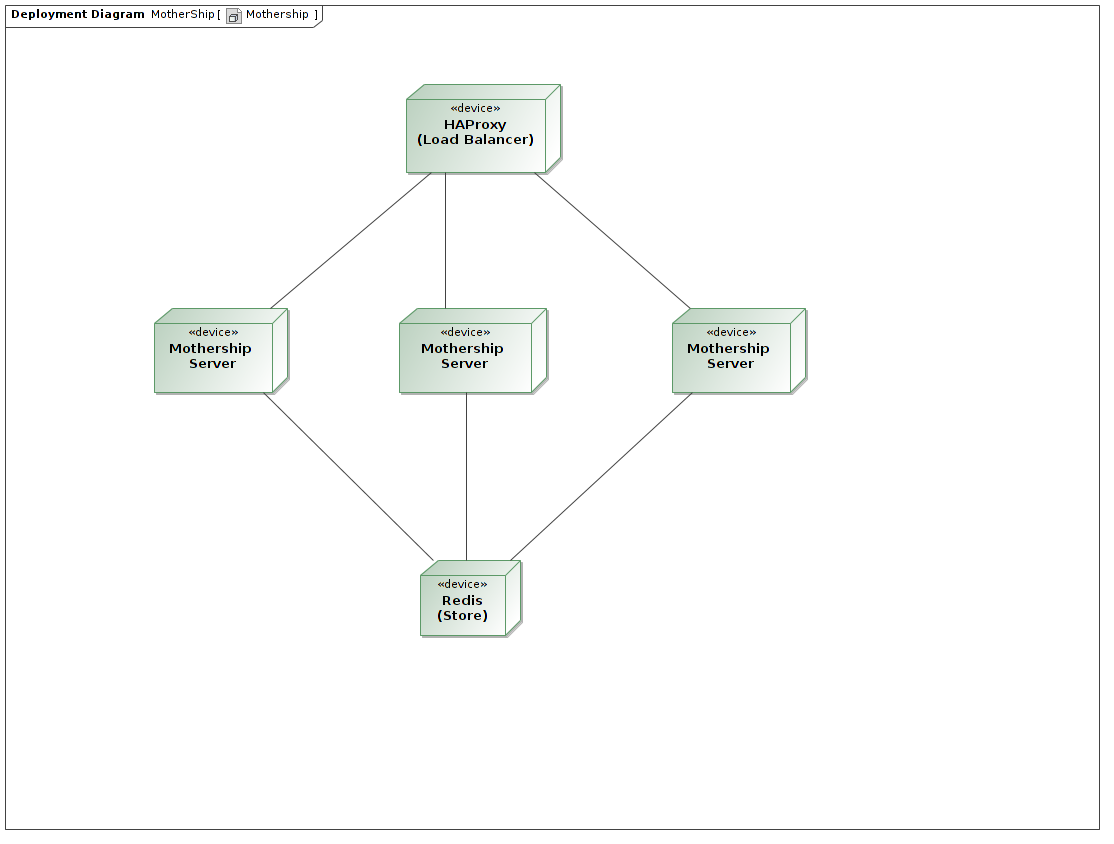 Deployment Diagram MotherShip[ Mothership ]
«device»
HAProxy
(Load Balancer)
«device»
Mothership
Server
«device»
Mothership
Server
«device»
Mothership
Server
«device»
Redis
(Store)